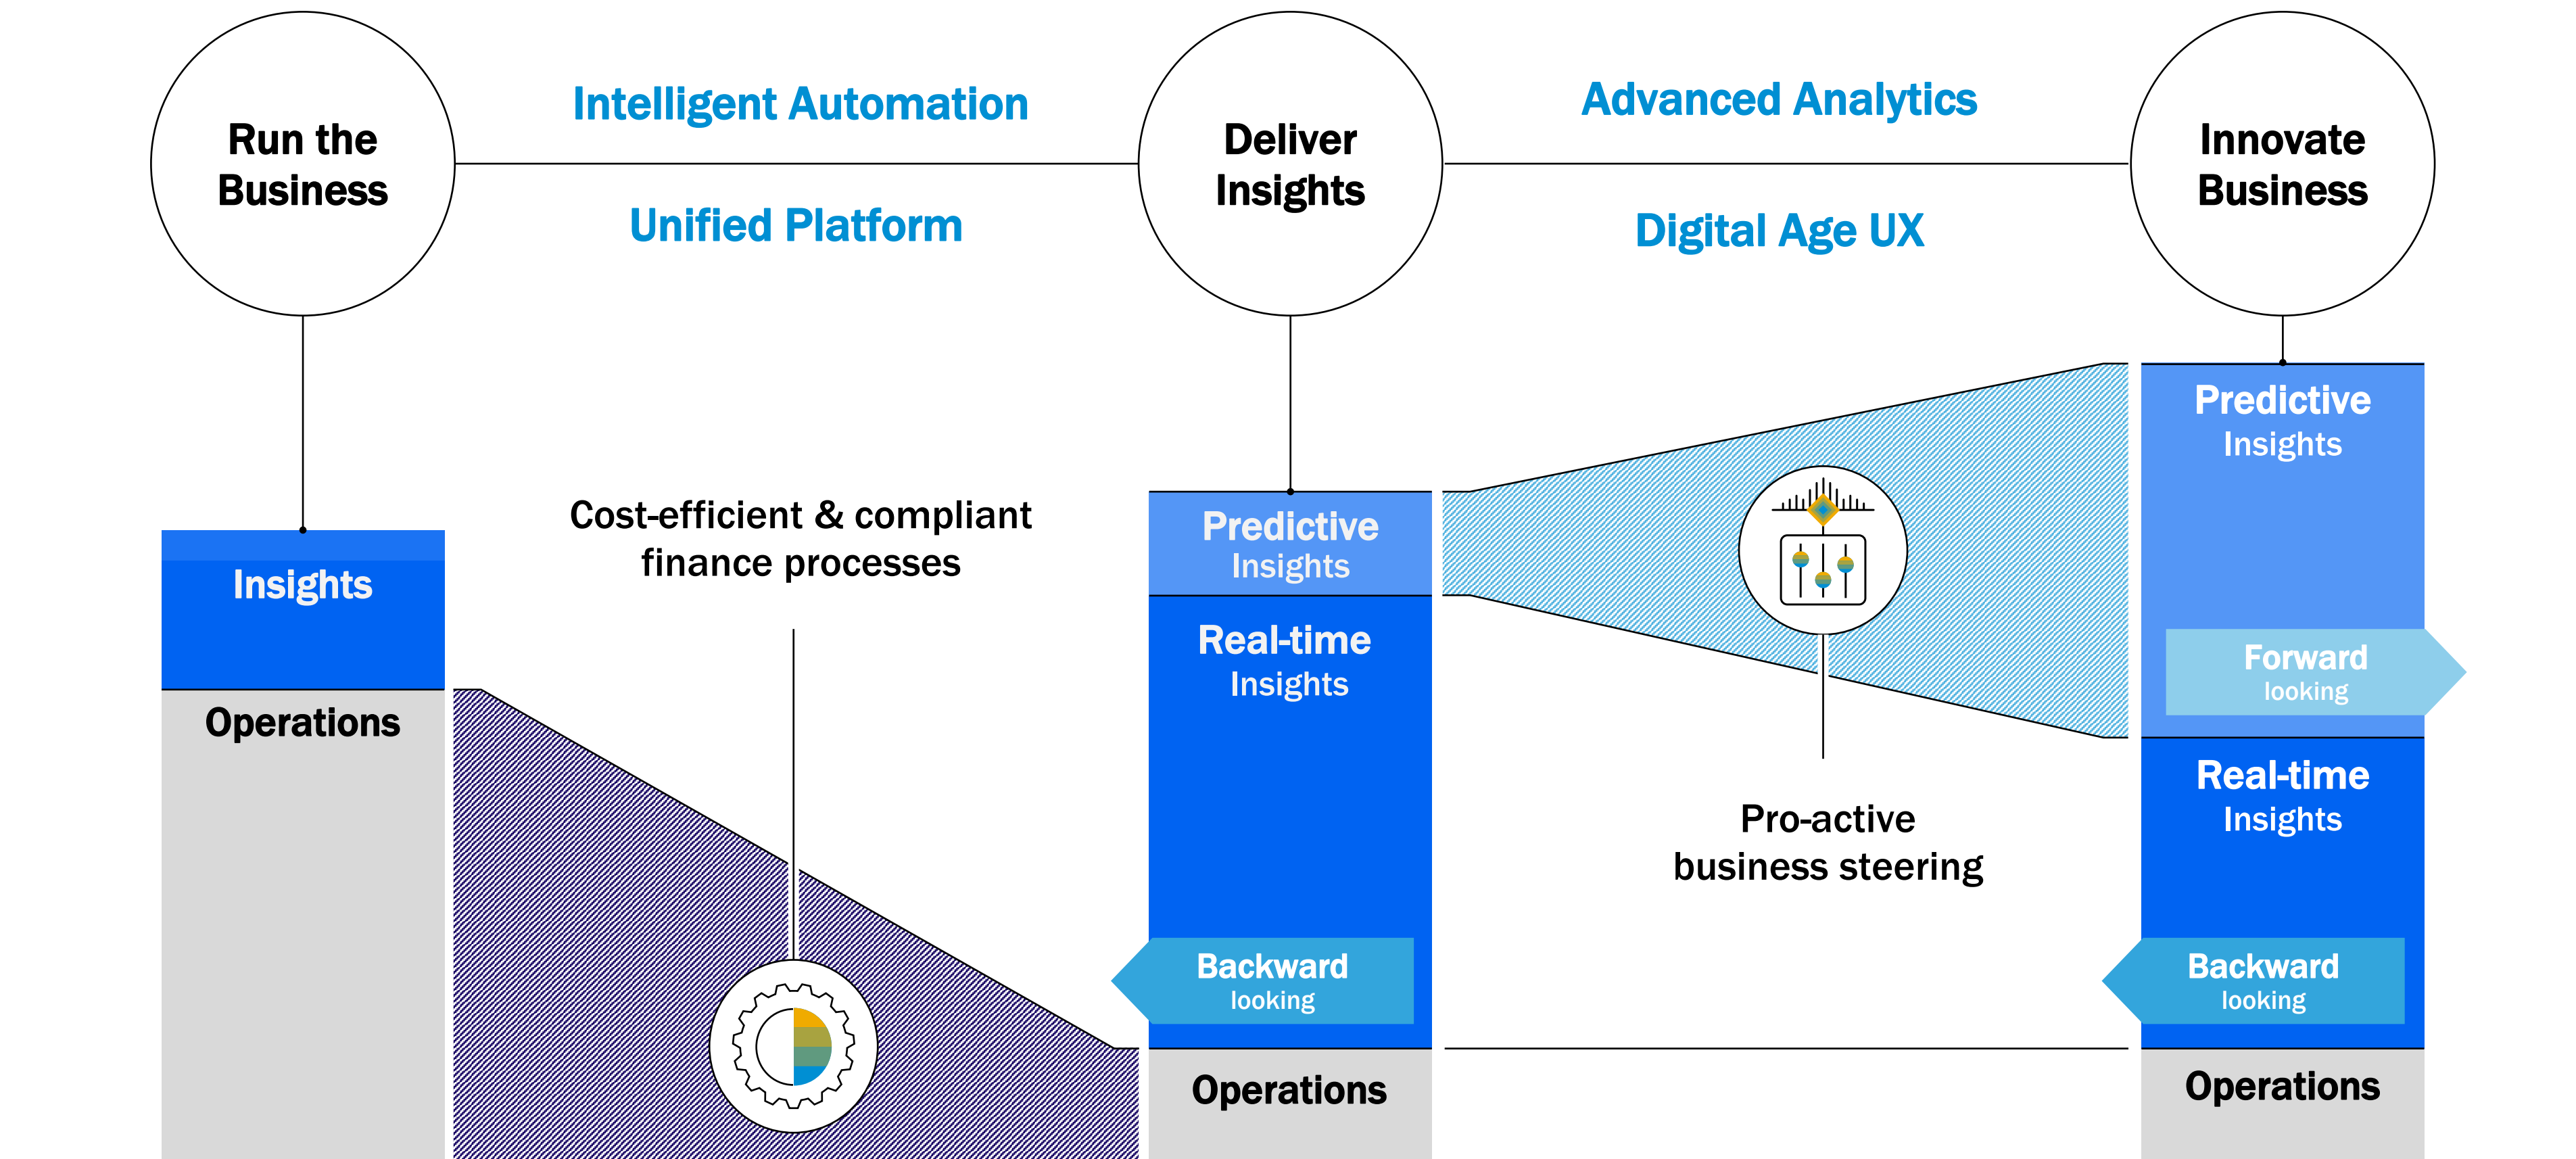 Run the
Business
Intelligent Automation
Unified Platform
Deliver
Insights
Advanced Analytics
Digital Age UX
Innovate
Business
Insights
Operations
Cost-efficient & compliant
finance processes
Predictive
Insights
Real-time
Insights
Backward
looking
Operations
Pro-active
business steering
Predictive
Insights
Forward
looking
Real-time
Insights
Backward
looking
Operations